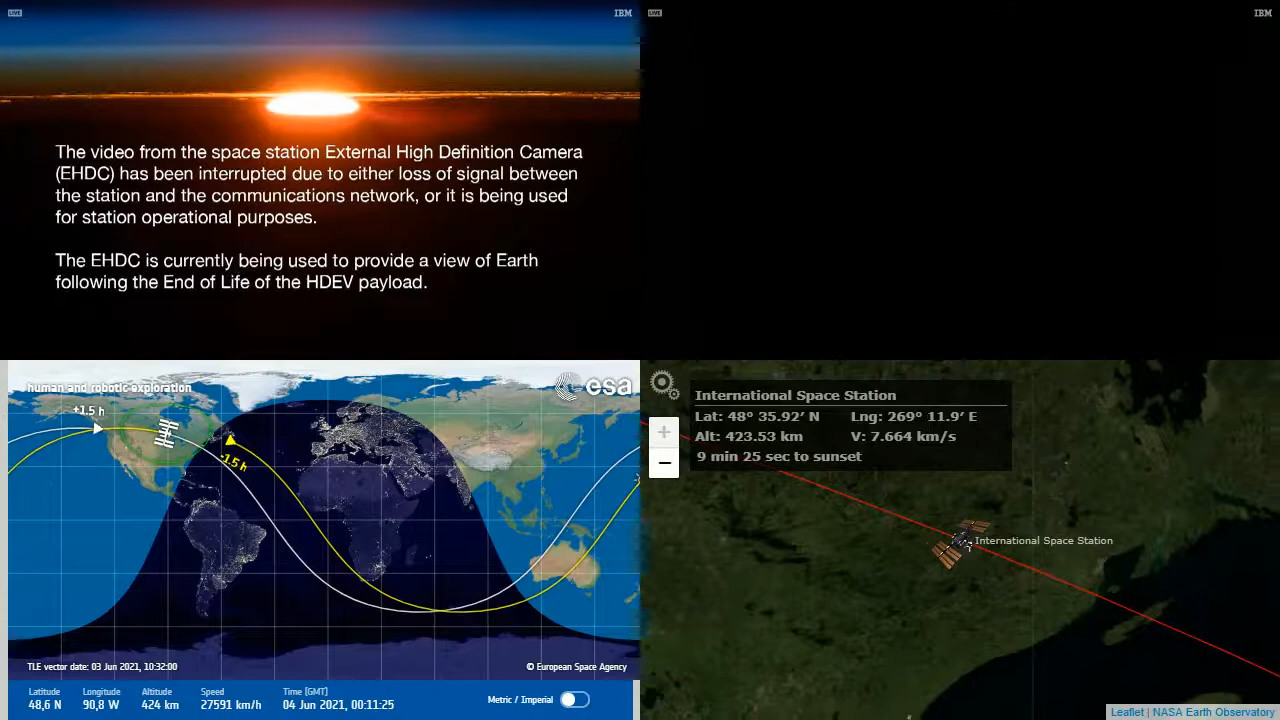 LIVE
IBM
The video from the space station External High Definition Camera
(EHDC) has been interrupted due to either loss of signal between
the station and the communications network, or it is being used
for station operational purposes.
The EHDC is currently being used to provide a view of Earth
following the End of Life of the HDEV payload.
LIVE
IBM
human and robotic exploration
esa
+1.5 h
-1.5 h
TLE vector date: 03 Jun 2021, 10:32:00
© European Space Agency
Latitude
48,6 N
Longitude
90,8 W
Altitude
424 km
Speed
27591 km/h
Time [GMT]
04 Jun 2021, 00:11:25
Metric / Imperial
International Space Station
Lat: 48° 35.92′ N
Lng: 269° 11.9′ E
Alt: 423.53 km
V: 7.664 km/s
9 min 25 sec to sunset
+
−
International Space Station
Leaflet | NASA Earth Observatory